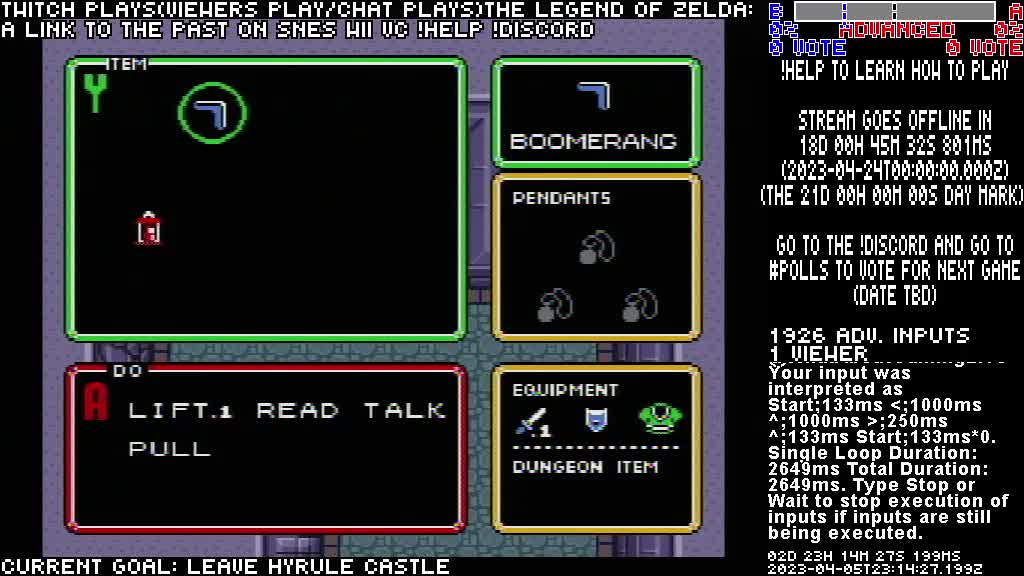 TWITCH PLAYS(VIEWERS PLAY/CHAT PLAYS)THE LEGEND OF ZELDA:
A LINK TO THE PAST ON SNES WII VC !HELP !DISCORD
B A
0% ADVANCED 0%
0 VOTE 0 VOTE
!HELP TO LEARN HOW TO PLAY
STREAM GOES OFFLINE IN
18D 00H 45M 32S 801MS
(2023-04-24T00:00:00.000Z)
(THE 21D 00H 00M 00S DAY MARK)
GO TO THE !DISCORD AND GO TO
#POLLS TO VOTE FOR NEXT GAME
(DATE TBD)
1926 ADV. INPUTS
1 VIEWER
Your input was
interpreted as
Start;133ms <;1000ms
^;1000ms >;250ms
^;133ms Start;133ms*0.
Single Loop Duration:
2649ms Total Duration:
2649ms. Type Stop or
Wait to stop execution of
inputs if inputs are still
being executed.
02D 23H 14M 27S 199MS
2023-04-05T23:14:27.199Z
ITEM
Y
BOOMERANG
PENDANTS
DO
A
LIFT.1 READ TALK
PULL
EQUIPMENT
.1
DUNGEON ITEM
CURRENT GOAL: LEAVE HYRULE CASTLE